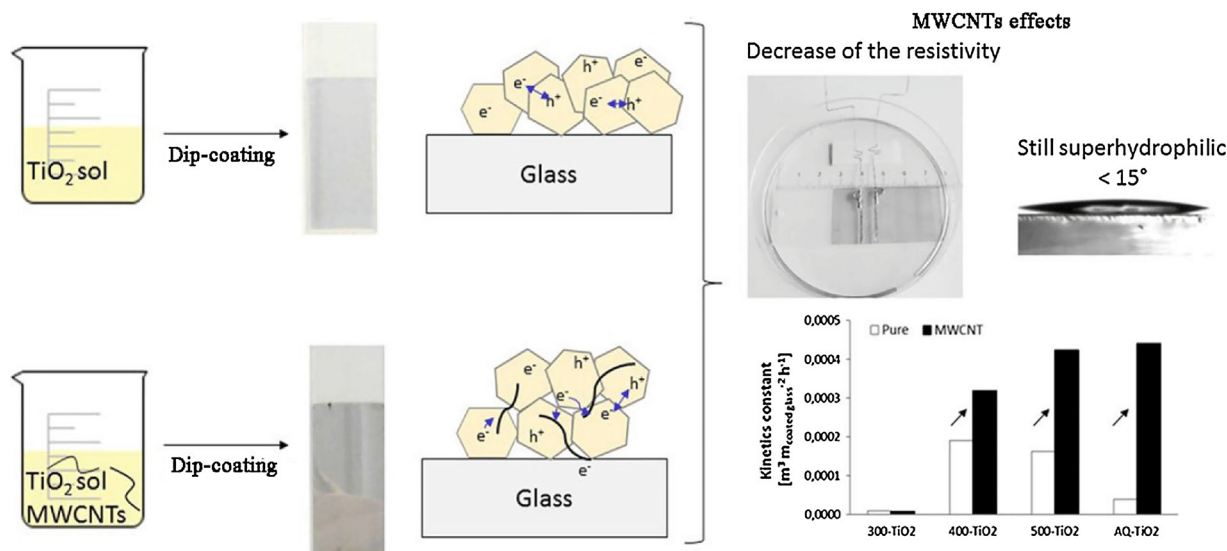 TiO₂ sol
Dip-coating
e⁻
e⁻
h⁺
h⁺
e⁻
h⁺
e⁻
Glass
TiO₂ sol
MWCNTs
Dip-coating
e⁻
h⁺
h⁺
e⁻
e⁻
h⁺
e⁻
e⁻
Glass
MWCNTs effects
Decrease of the resistivity
Still superhydrophilic
< 15°
Pure MWCNT
Kinetics constant
[m³ m_coated glass⁻² h⁻¹]
0,0005
0,0004
0,0003
0,0002
0,0001
0,0000
300-TiO2 400-TiO2 500-TiO2 AQ-TiO2